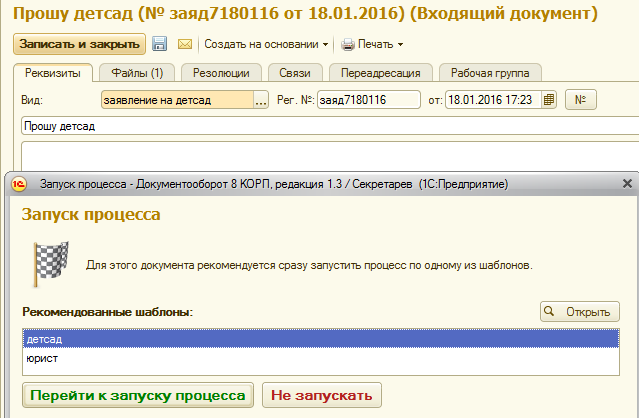 Прошу детсад (№ заяд7180116 от 18.01.2016) (Входящий документ)
Записать и закрыть Создать на основании Печать
Реквизиты Файлы (1) Резолюции Связи Переадресация Рабочая группа
Вид: заявление на детсад ... Рег. №: заяд7180116 от: 18.01.2016 17:23 №
Прошу детсад
1С Запуск процесса - Документооборот 8 КОРП, редакция 1.3 / Секретарев (1С:Предприятие)
Запуск процесса
Для этого документа рекомендуется сразу запустить процесс по одному из шаблонов.
Рекомендованные шаблоны: Открыть
детсад
юрист
Перейти к запуску процесса Не запускать